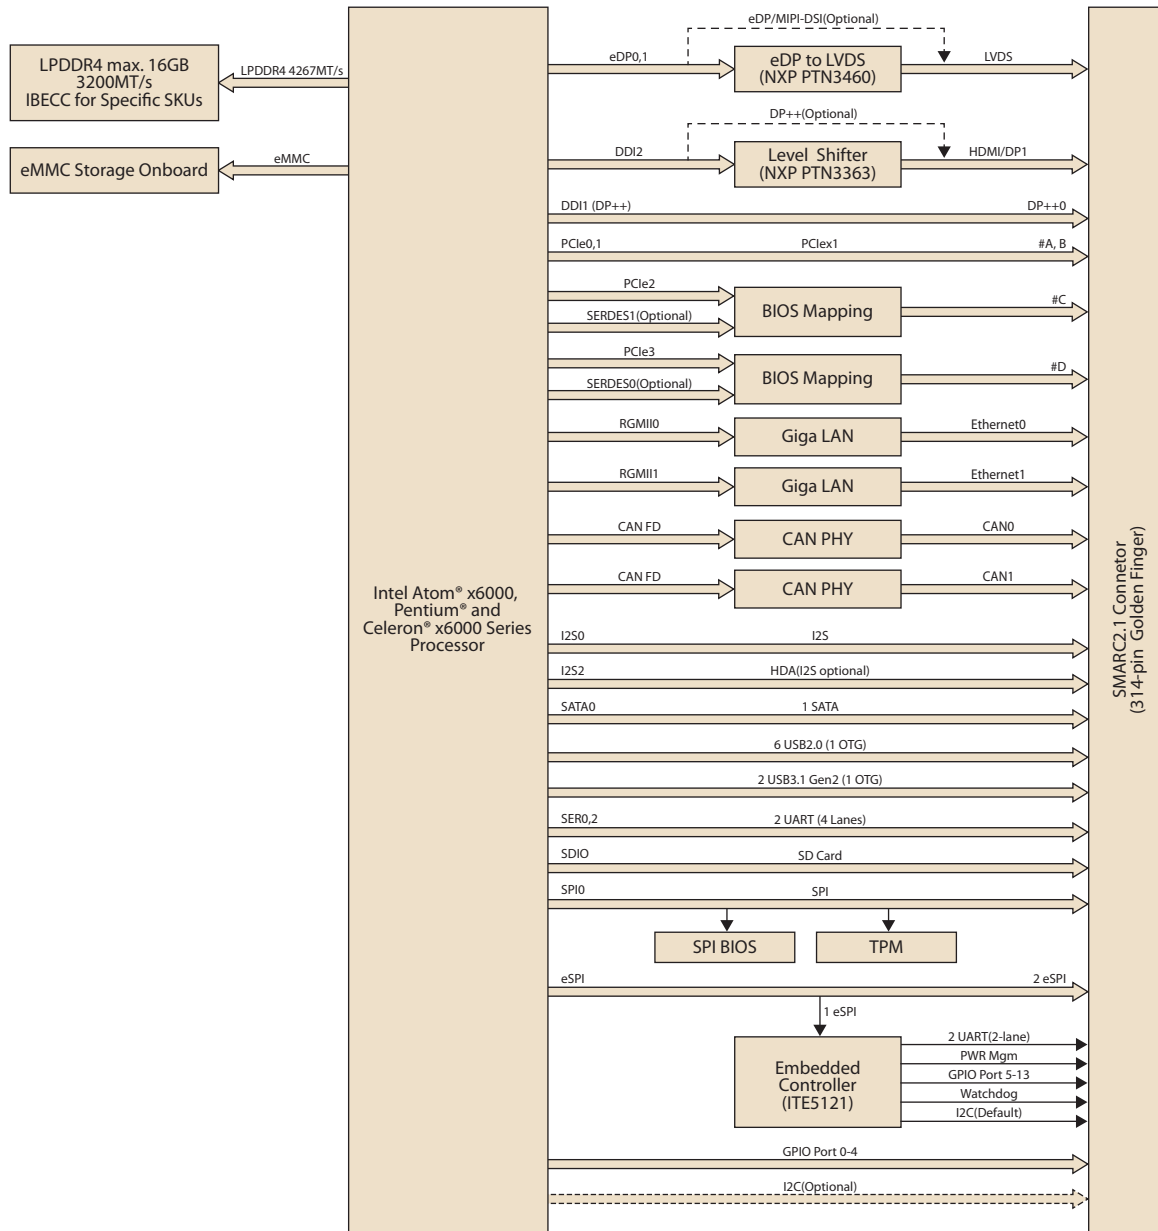 LPDDR4 max. 16GB
3200MT/s
IBECC for Specific SKUs
LPDDR4 4267MT/s
eMMC Storage Onboard
eMMC
Intel Atom® x6000,
Pentium® and
Celeron® x6000 Series
Processor
eDP/MIPI-DSI(Optional)
eDP0,1
eDP to LVDS
(NXP PTN3460)
LVDS
DP++(Optional)
DDI2
Level Shifter
(NXP PTN3363)
HDMI/DP1
DDI1 (DP++)
DP++0
PCIe0,1
PCIex1
#A, B
PCIe2
SERDES1(Optional)
BIOS Mapping
#C
PCIe3
SERDES0(Optional)
BIOS Mapping
#D
RGMII0
Giga LAN
Ethernet0
RGMII1
Giga LAN
Ethernet1
CAN FD
CAN PHY
CAN0
CAN FD
CAN PHY
CAN1
I2S0
I2S
I2S2
HDA(I2S optional)
SATA0
1 SATA
6 USB2.0 (1 OTG)
2 USB3.1 Gen2 (1 OTG)
SER0,2
2 UART (4 Lanes)
SDIO
SD Card
SPI0
SPI
SPI BIOS
TPM
eSPI
2 eSPI
1 eSPI
Embedded
Controller
(ITE5121)
2 UART(2-lane)
PWR Mgm
GPIO Port 5-13
Watchdog
I2C(Default)
GPIO Port 0-4
I2C(Optional)
SMARC2.1 Connetor
(314-pin Golden Finger)